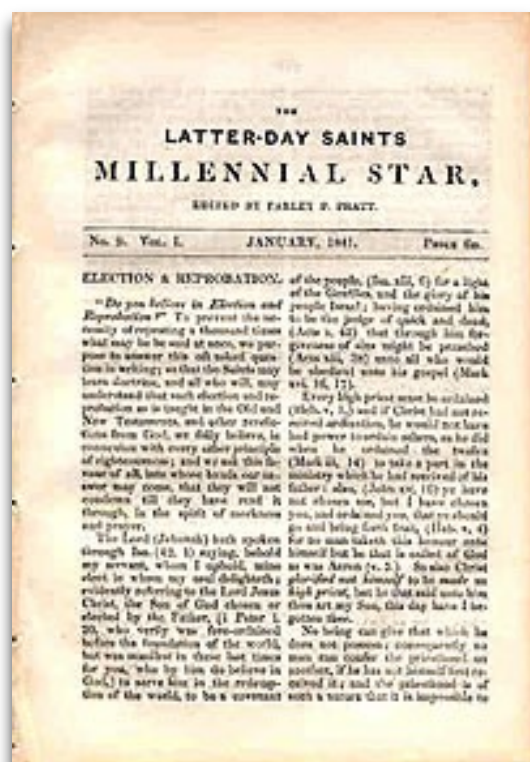 THE
LATTER-DAY SAINTS
MILLENNIAL STAR,
EDITED BY PARLEY P. PRATT.
No. 9. Vol. I. JANUARY, 1841. Price 6d.
ELECTION & REPROBATION.
"Do you believe in Election and
Reprobation?" To prevent the ne-
cessity of repeating a thousand times
what may be said at once, we pur-
pose to answer this oft asked ques-
tion in writing; so that the Saints may
learn doctrine, and all who will, may
understand that such election and re-
probation as is taught in the Old and
New Testaments, and other revela-
tions from God, we fully believe, in
connexion with every other principle
of righteousness; and we ask this fa-
vour of all, into whose hands our an-
swer may come, that they will not
condemn till they have read it
through, in the spirit of meekness
and prayer.
The Lord (Jehovah) hath spoken
through Isa. (42, 1) saying, behold
my servant, whom I uphold, mine
elect in whom my soul delighteth;
evidently referring to the Lord Jesus
Christ, the Son of God chosen or
elected by the Father, (1 Peter i,
20, who verily was fore-ordained
before the foundation of the world,
but was manifest in these last times
for you, who by him do believe in
God,) to serve him in the redemp-
tion of the world, to be a covenant
of the people, (Isa. xlii, 6) for a light
of the Gentiles, and the glory of his
people Israel; having ordained him
to be the judge of quick and dead,
(Acts x, 42) that through him for-
giveness of sins might be preached
(Acts xiii, 38) unto all who would
be obedient unto his gospel (Mark
xvi, 16, 17).
Every high priest must be ordained
(Heb. v, 1,) and if Christ had not re-
ceived ordination, he would not have
had power to ordain others, as he did
when he ordained the twelve
(Mark iii, 14) to take a part in the
ministry which he had received of his
father: also, (John xv, 16) ye have
not chosen me, but I have chosen
you, and ordained you, that ye should
go and bring forth fruit, (Heb. v, 4)
for no man taketh this honour unto
himself but he that is called of God
as was Aaron (v. 5.) So also Christ
glorified not himself to be made an
high priest, but he that said unto him
thou art my Son, this day have I be-
gotten thee.
No being can give that which he
does not possess; consequently no
man can confer the priesthood on
another, if he has not himself first re-
ceived it; and the priesthood is of
such a nature that it is impossible to